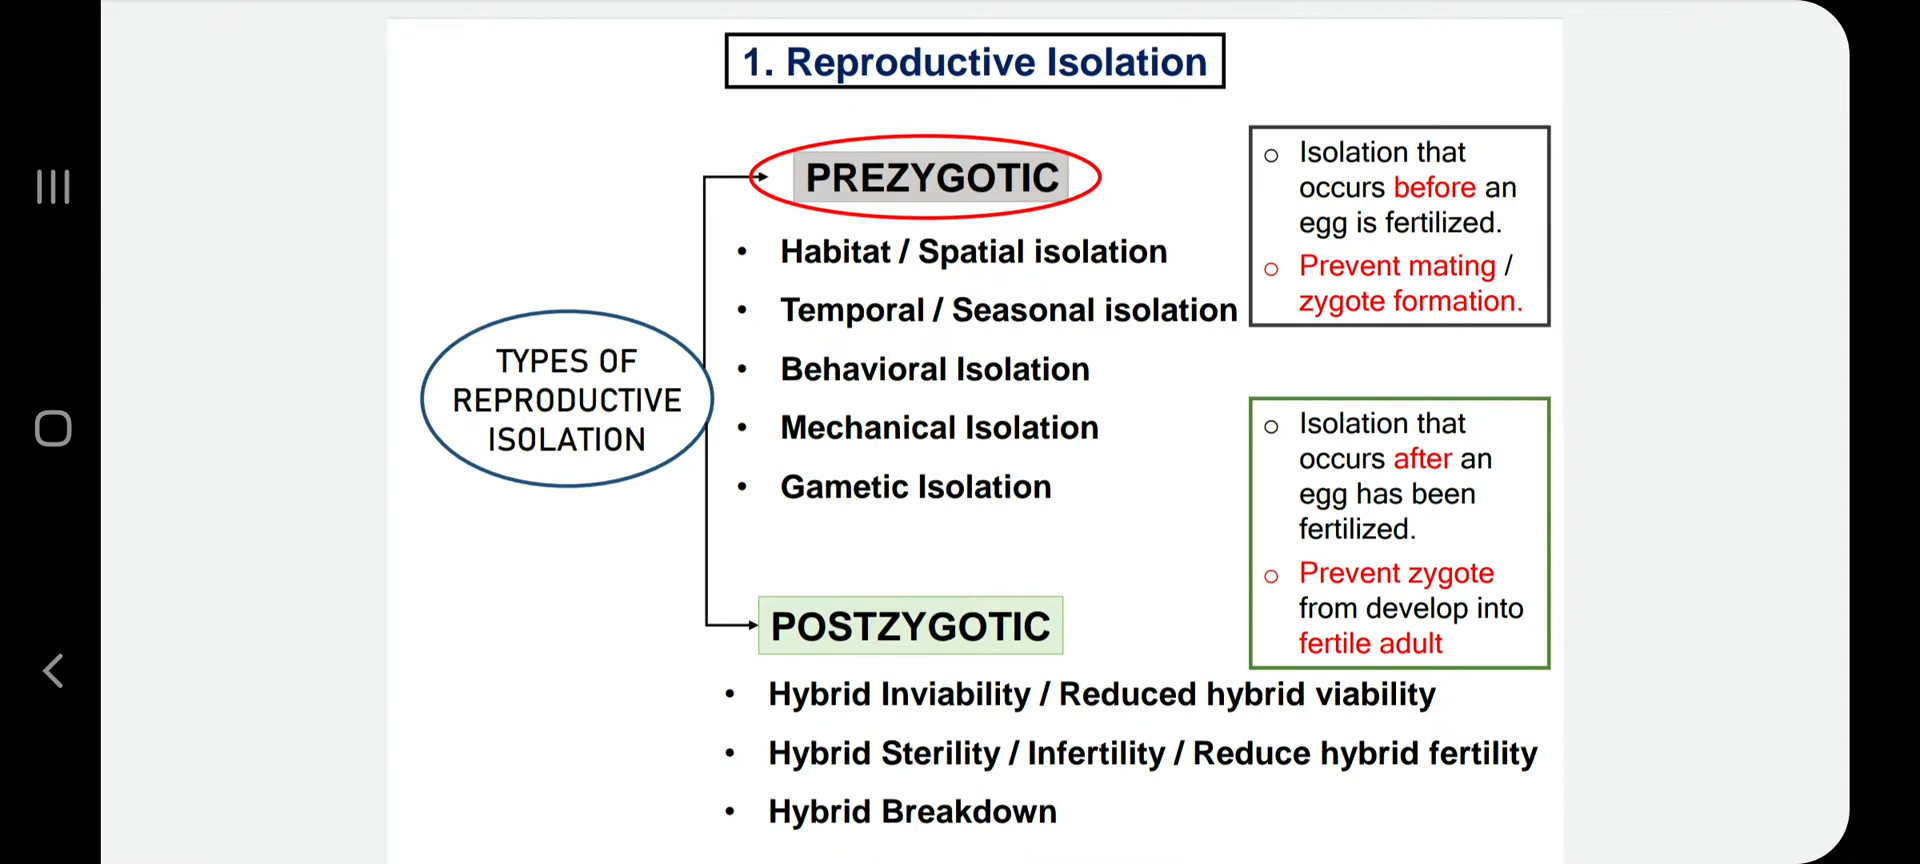 1. Reproductive Isolation
PREZYGOTIC
• Habitat / Spatial isolation
• Temporal / Seasonal isolation
• Behavioral Isolation
• Mechanical Isolation
• Gametic Isolation
o Isolation that
occurs before an
egg is fertilized.
o Prevent mating /
zygote formation.
TYPES OF
REPRODUCTIVE
ISOLATION
o Isolation that
occurs after an
egg has been
fertilized.
o Prevent zygote
from develop into
fertile adult
POSTZYGOTIC
• Hybrid Inviability / Reduced hybrid viability
• Hybrid Sterility / Infertility / Reduce hybrid fertility
• Hybrid Breakdown